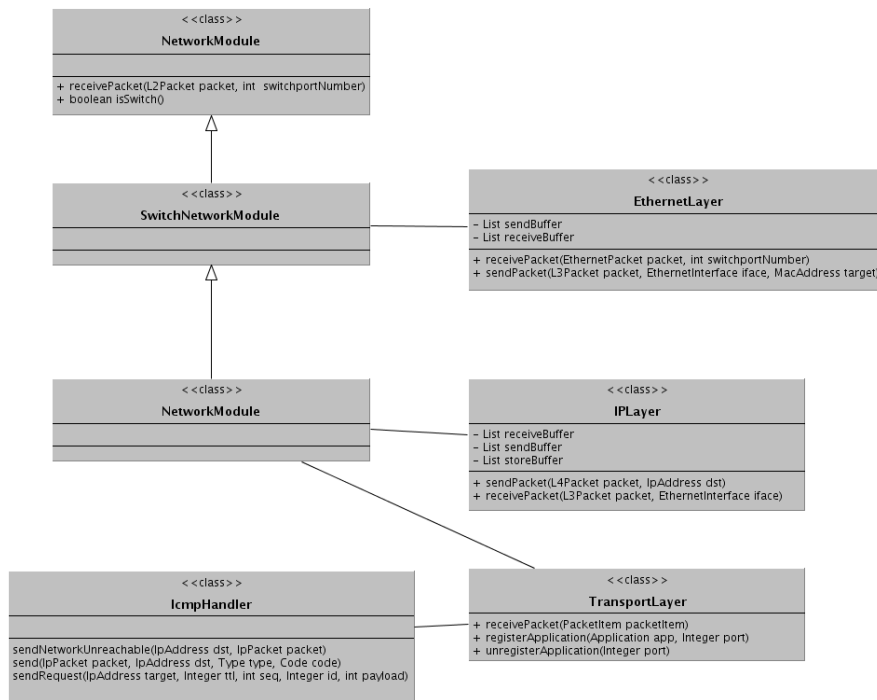 <<class>>
NetworkModule
+ receivePacket(L2Packet packet, int switchportNumber)
+ boolean isSwitch()
<<class>>
SwitchNetworkModule
<<class>>
EthernetLayer
- List sendBuffer
- List receiveBuffer
+ receivePacket(EthernetPacket packet, int switchportNumber)
+ sendPacket(L3Packet packet, EthernetInterface iface, MacAddress target)
<<class>>
NetworkModule
<<class>>
IPLayer
- List receiveBuffer
- List sendBuffer
- List storeBuffer
+ sendPacket(L4Packet packet, IpAddress dst)
+ receivePacket(L3Packet packet, EthernetInterface iface)
<<class>>
IcmpHandler
sendNetworkUnreachable(IpAddress dst, IpPacket packet)
send(IpPacket packet, IpAddress dst, Type type, Code code)
sendRequest(IpAddress target, Integer ttl, int seq, Integer id, int payload)
<<class>>
TransportLayer
+ receivePacket(PacketItem packetItem)
+ registerApplication(Application app, Integer port)
+ unregisterApplication(Integer port)